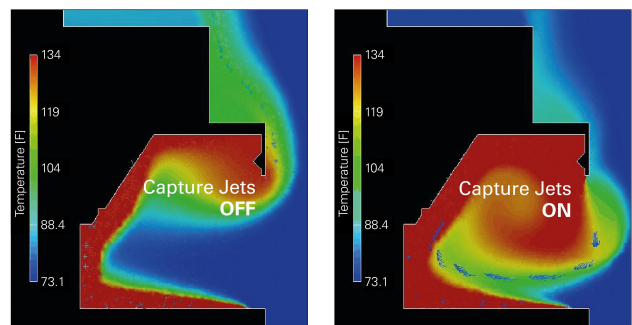 Temperature [F]
134
119
104
88.4
73.1
Capture Jets
OFF
Temperature [F]
134
119
104
88.4
73.1
Capture Jets
ON